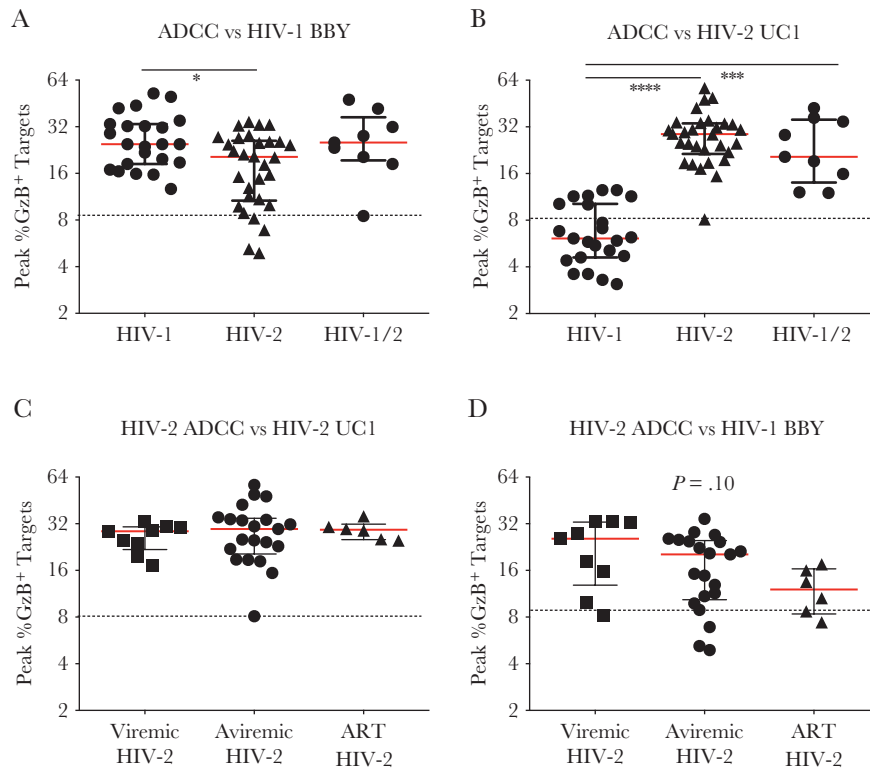 A
ADCC vs HIV-1 BBY
Peak %GzB+ Targets
64
32
16
8
4
2
*
HIV-1
HIV-2
HIV-1/2
B
ADCC vs HIV-2 UC1
Peak %GzB+ Targets
64
32
16
8
4
2
****
***
HIV-1
HIV-2
HIV-1/2
C
HIV-2 ADCC vs HIV-2 UC1
Peak %GzB+ Targets
64
32
16
8
4
2
Viremic
HIV-2
Aviremic
HIV-2
ART
HIV-2
D
HIV-2 ADCC vs HIV-1 BBY
Peak %GzB+ Targets
64
32
16
8
4
2
P = .10
Viremic
HIV-2
Aviremic
HIV-2
ART
HIV-2